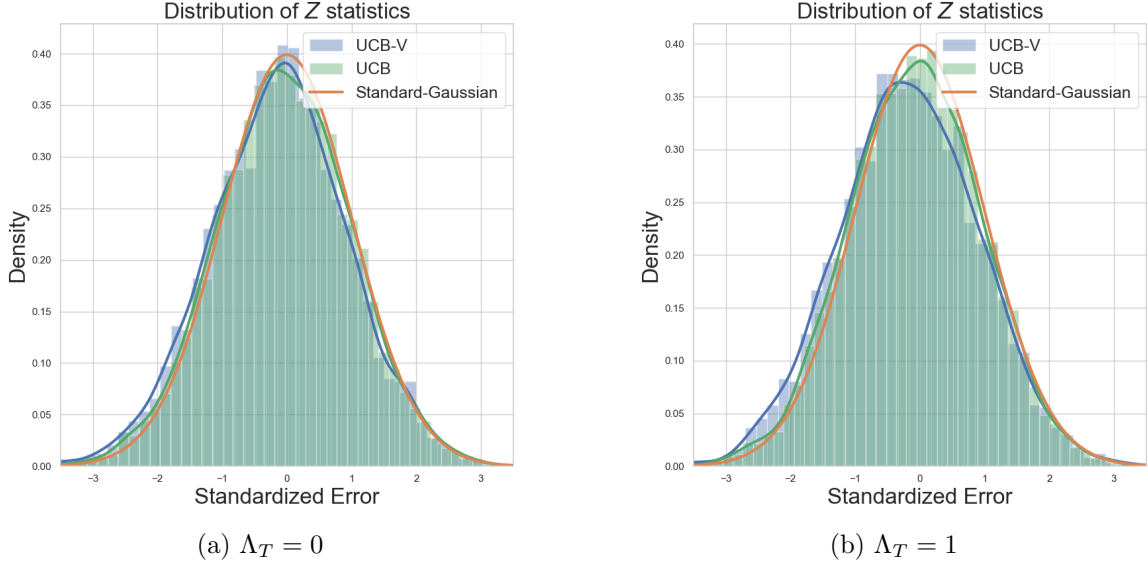 Distribution of Z statistics
UCB-V
UCB
Standard-Gaussian
0.40
0.35
0.30
0.25
0.20
0.15
0.10
0.05
0.00
Density
−3 −2 −1 0 1 2 3
Standardized Error
(a) Λ_T = 0
Distribution of Z statistics
UCB-V
UCB
Standard-Gaussian
0.40
0.35
0.30
0.25
0.20
0.15
0.10
0.05
0.00
Density
−3 −2 −1 0 1 2 3
Standardized Error
(b) Λ_T = 1